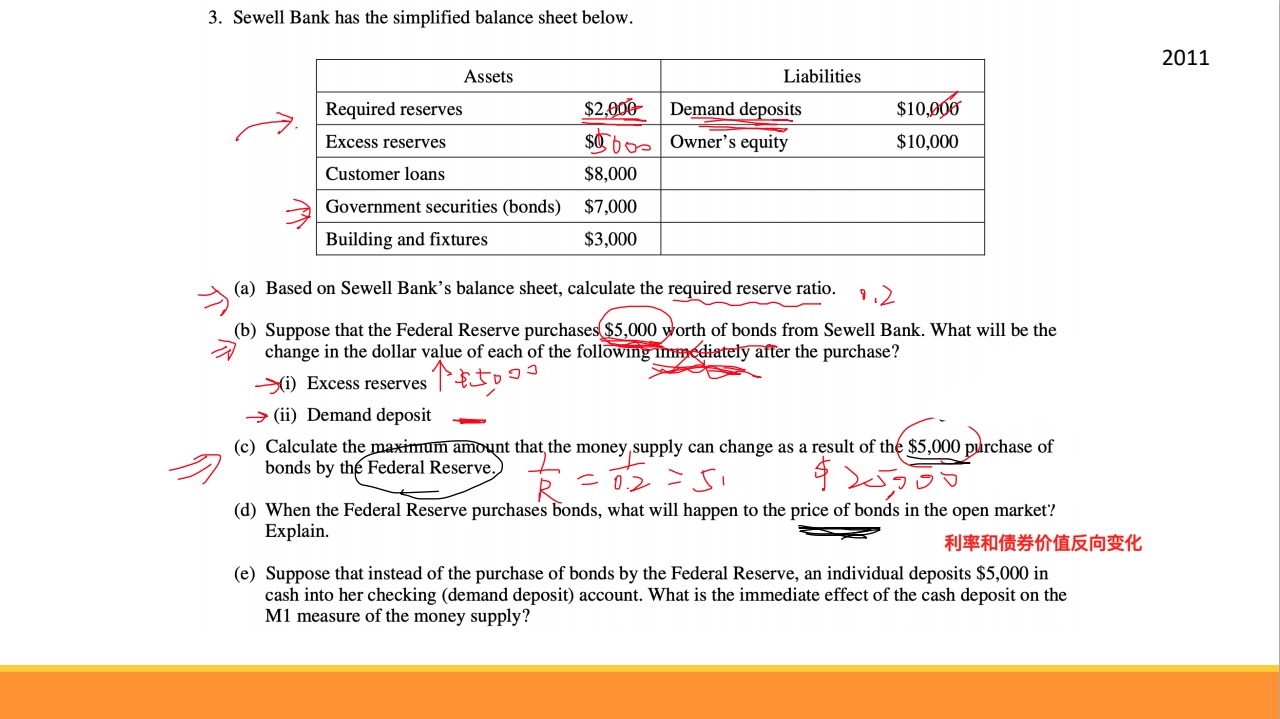 3. Sewell Bank has the simplified balance sheet below.
2011
Assets Liabilities
Required reserves $2,000 Demand deposits $10,000
Excess reserves $0 5000 Owner's equity $10,000
Customer loans $8,000
Government securities (bonds) $7,000
Building and fixtures $3,000
(a) Based on Sewell Bank's balance sheet, calculate the required reserve ratio. 0.2
(b) Suppose that the Federal Reserve purchases $5,000 worth of bonds from Sewell Bank. What will be the
change in the dollar value of each of the following immediately after the purchase?
(i) Excess reserves ↑ $5,000
(ii) Demand deposit
(c) Calculate the maximum amount that the money supply can change as a result of the $5,000 purchase of
bonds by the Federal Reserve. 1/R = 1/0.2 = 5. $25,000
(d) When the Federal Reserve purchases bonds, what will happen to the price of bonds in the open market?
Explain.
利率和债券价值反向变化
(e) Suppose that instead of the purchase of bonds by the Federal Reserve, an individual deposits $5,000 in
cash into her checking (demand deposit) account. What is the immediate effect of the cash deposit on the
M1 measure of the money supply?